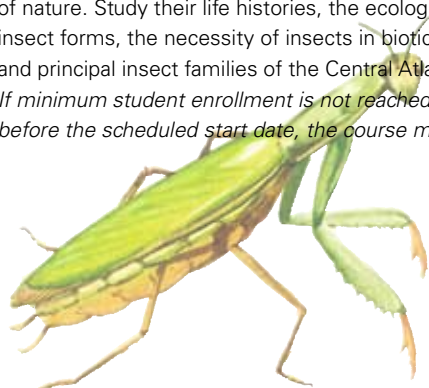 of nature. Study their life histories, the ecolog
insect forms, the necessity of insects in biotic
and principal insect families of the Central Atla
If minimum student enrollment is not reached
before the scheduled start date, the course m